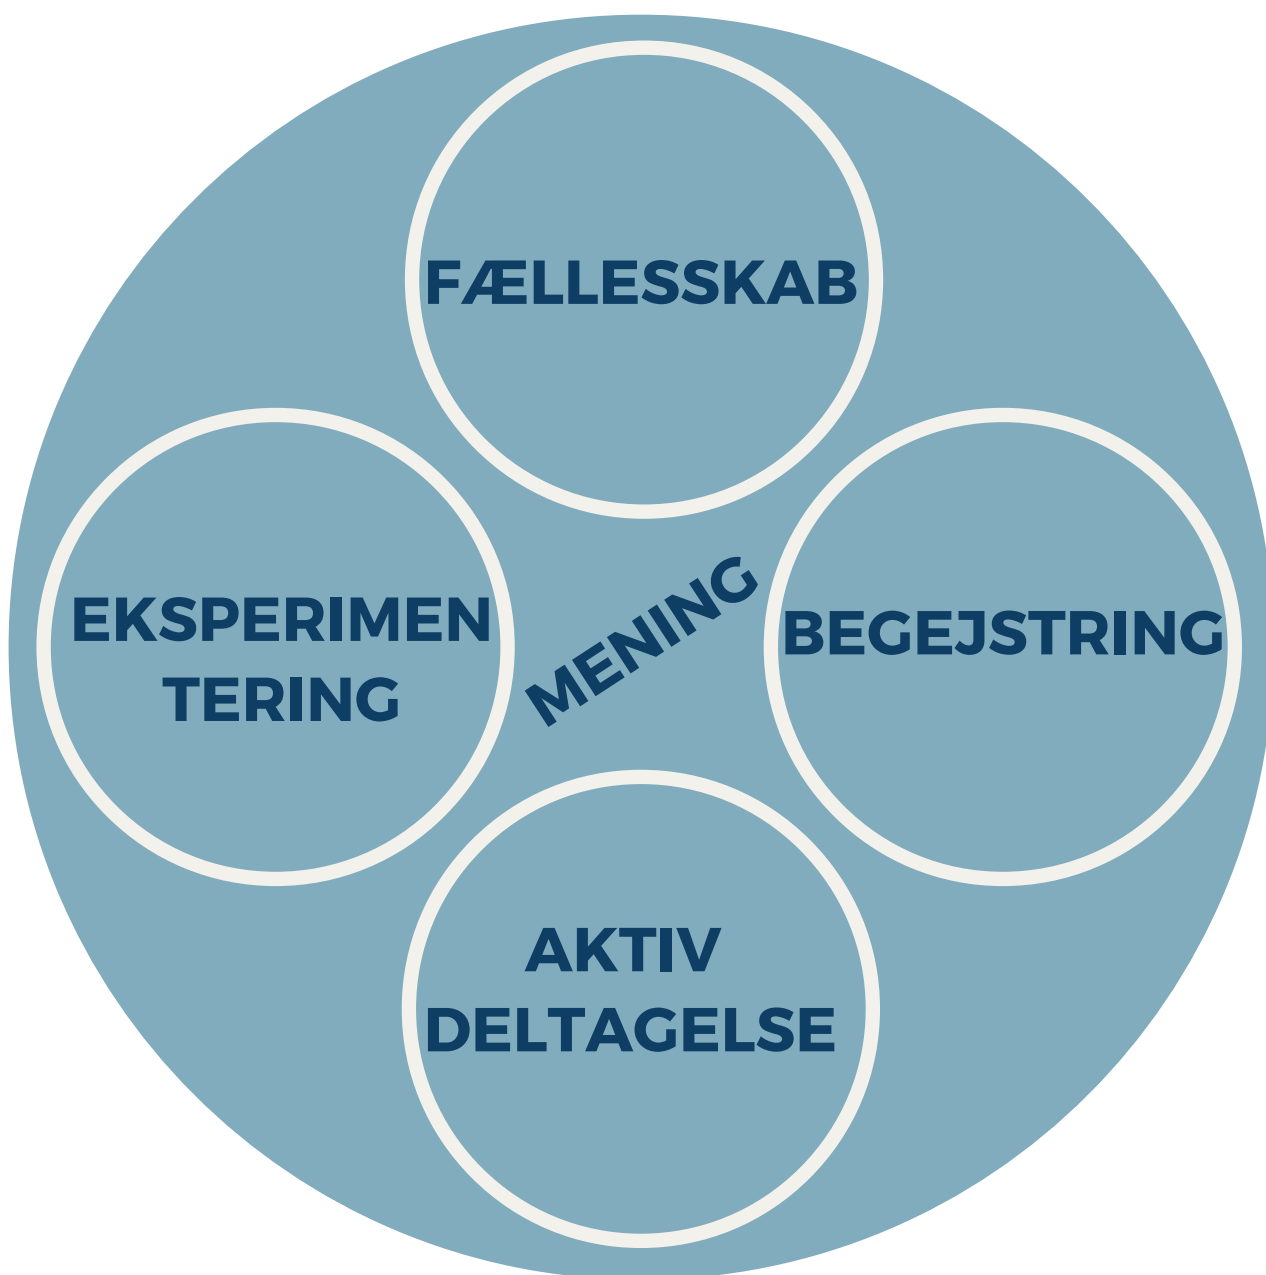 FÆLLESSKAB
EKSPERIMEN
TERING
MENING
BEGEJSTRING
AKTIV
DELTAGELSE